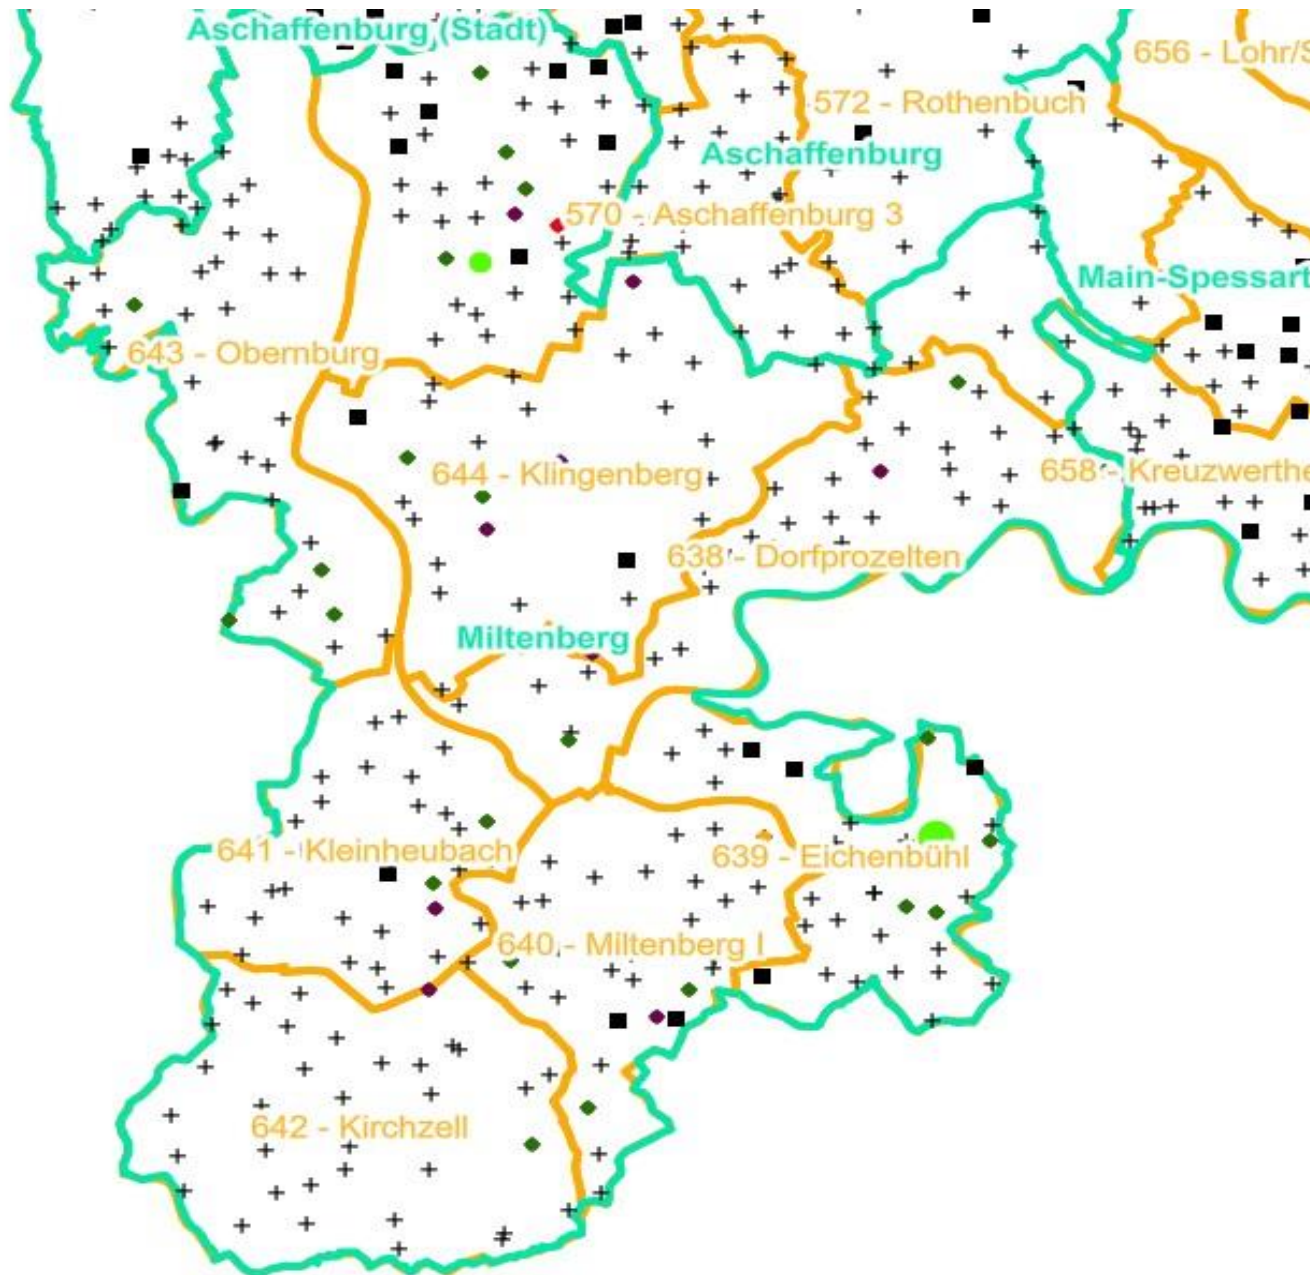 Aschaffenburg (Stadt)
656 - Lohr/S
572 - Rothenbuch
Aschaffenburg
570 - Aschaffenburg 3
Main-Spessart
643 - Obernburg
644 - Klingenberg
658 - Kreuzwerthe
638 - Dorfprozelten
Miltenberg
641 - Kleinheubach
639 - Eichenbühl
640 - Miltenberg I
642 - Kirchzell